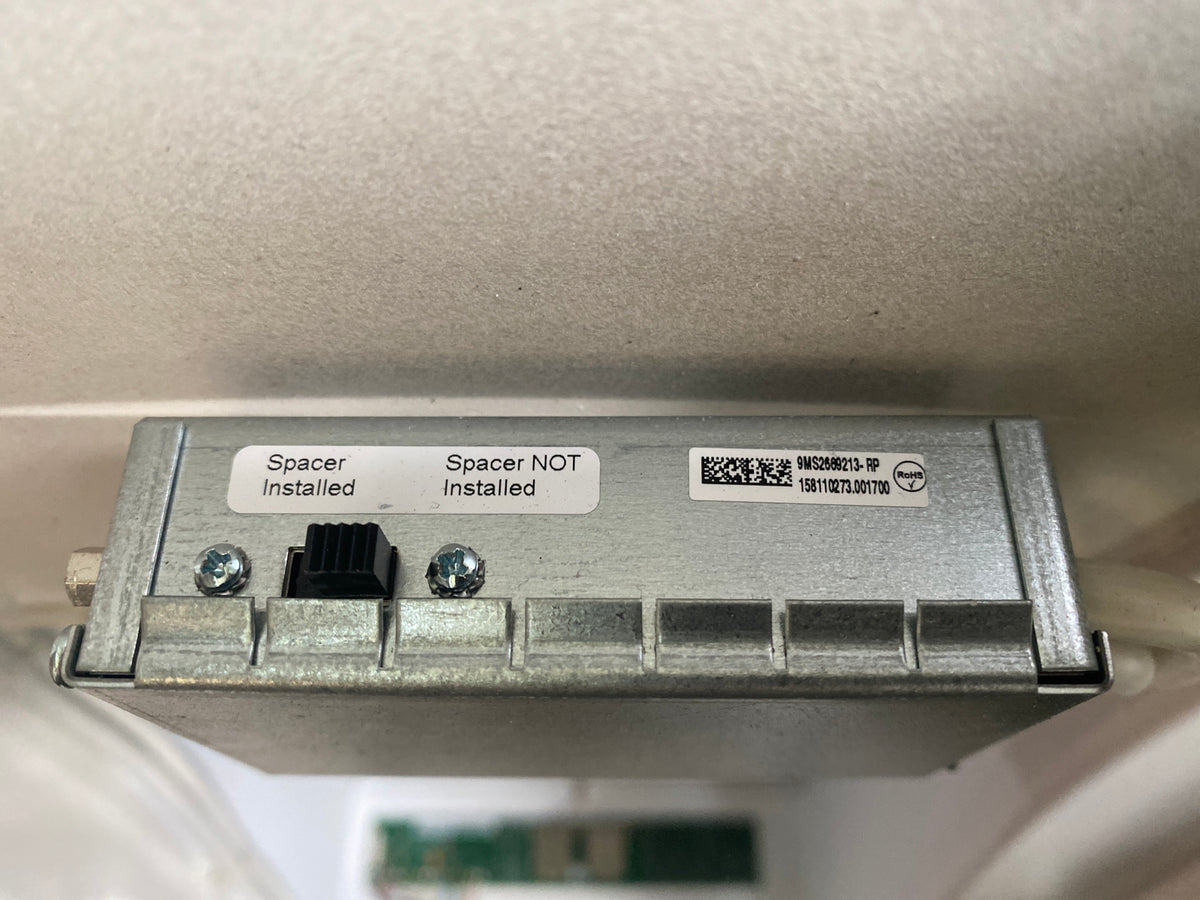 Spacer
Installed
Spacer NOT
Installed
9MS2669213- RP
158110273.001700
RoHS